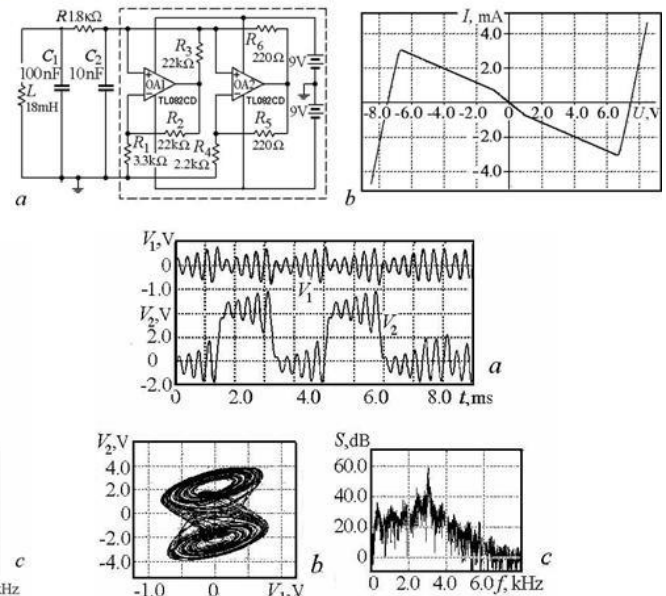 R 1.8κΩ
C1
100nF
C2
10nF
L
18mH
R3
22kΩ
R6
220Ω
OA1
TL082CD
OA2
TL082CD
9V
9V
R2
22kΩ
R5
220Ω
R1
3.3kΩ
R4
2.2kΩ
a
I, mA
4.0
2.0
-8.0
-6.0
-4.0
-2.0
0
2.0
4.0
6.0
U,V
-4.0
b
V1,V
0
-1.0
V1
V2,V
2.0
0
-2.0
V2
0
2.0
4.0
6.0
8.0
t,ms
a
V2,V
4.0
2.0
0
-2.0
-4.0
-1.0
0
V1,V
b
S,dB
60.0
40.0
20.0
0
0
2.0
4.0
6.0
f, kHz
c
c
kHz